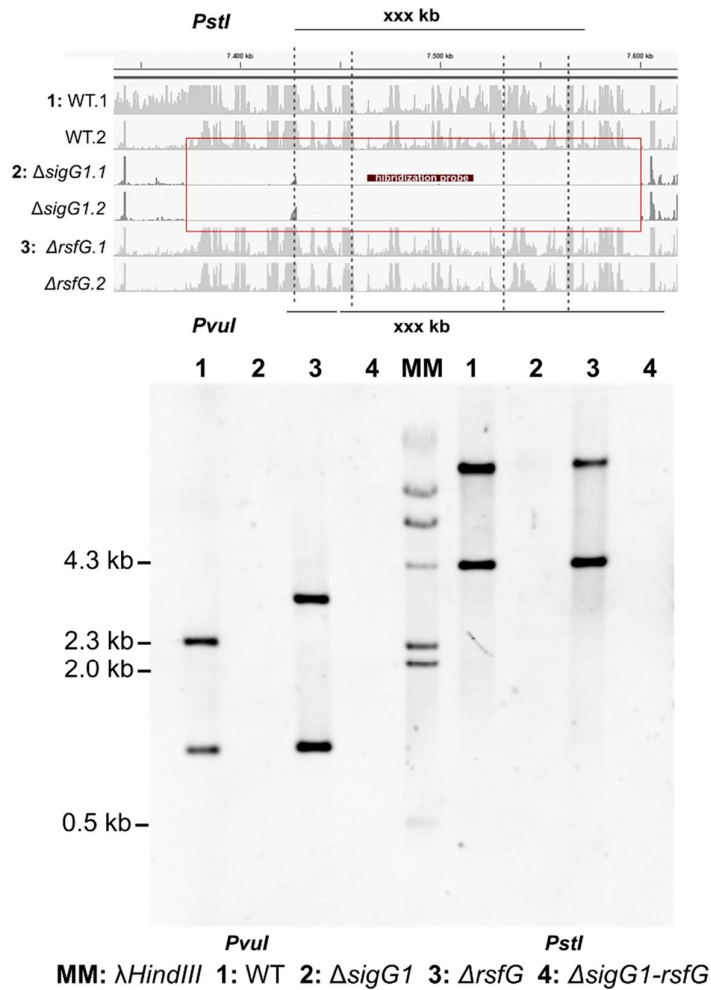 PstI xxx kb
7.400 kb 7.500 kb 7.600 kb
1: WT.1
WT.2
2: ΔsigG1.1 hibridization probe
ΔsigG1.2
3: ΔrsfG.1
ΔrsfG.2
PvuI xxx kb
1 2 3 4 MM 1 2 3 4
4.3 kb
2.3 kb
2.0 kb
0.5 kb
PvuI PstI
MM: λHindIII 1: WT 2: ΔsigG1 3: ΔrsfG 4: ΔsigG1-rsfG